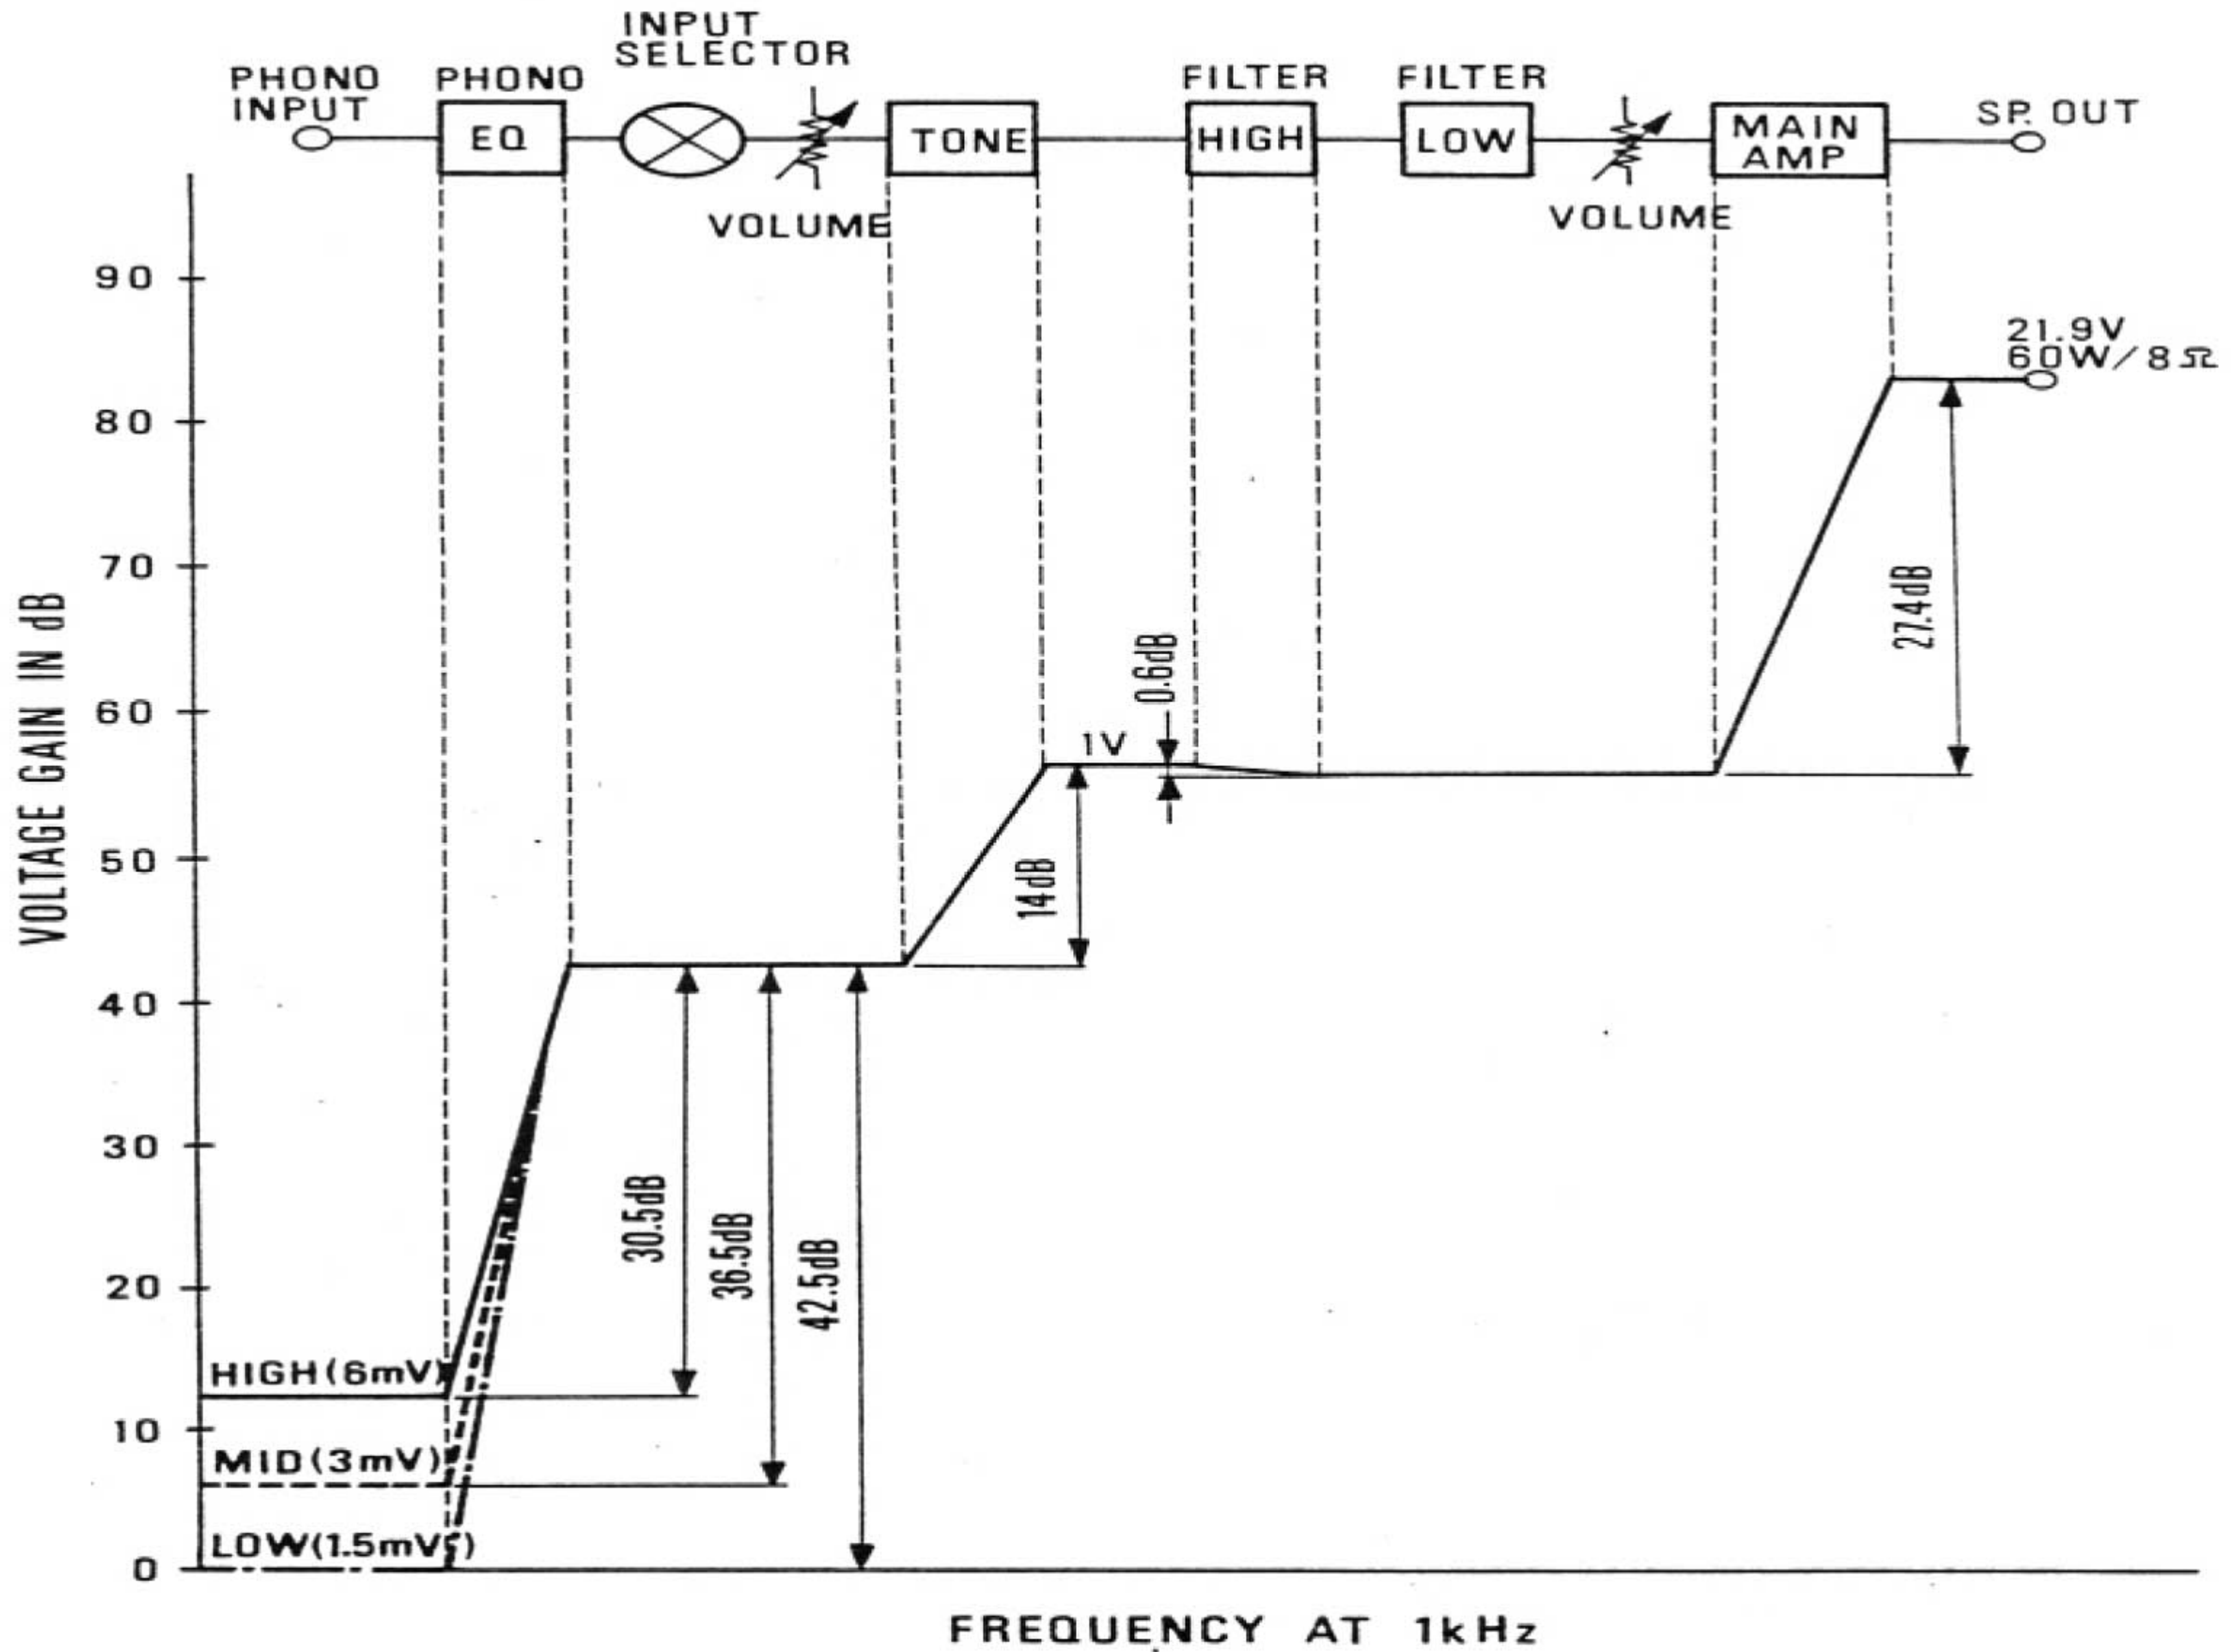 INPUT
SELECTOR
PHONO
INPUT
PHONO
EQ
TONE
FILTER
HIGH
FILTER
LOW
MAIN
AMP
SP. OUT
VOLUME
VOLUME
90
80
70
60
50
40
30
20
10
0
VOLTAGE GAIN IN dB
21.9V
60W/8Ω
27.4dB
0.6dB
1V
14dB
30.5dB
36.5dB
42.5dB
HIGH(6mV)
MID(3mV)
LOW(1.5mV)
FREQUENCY AT 1kHz